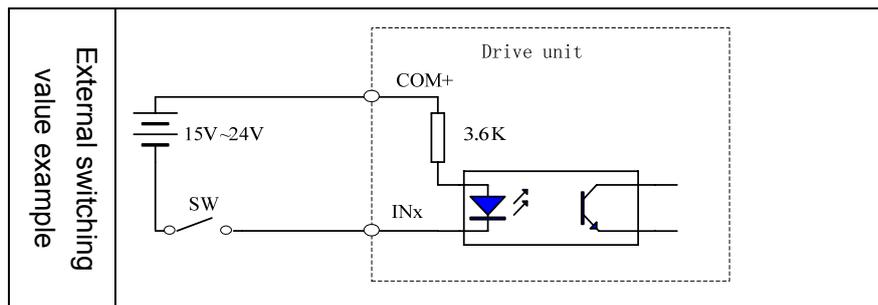 External switching
value example
Drive unit
COM+
15V~24V
3.6K
SW
INx